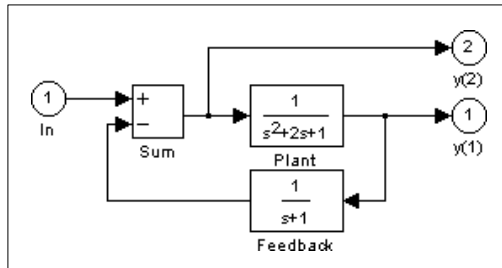 2
y(2)
1
In
+
−
Sum
1
s²+2s+1
Plant
1
y(1)
1
s+1
Feedback